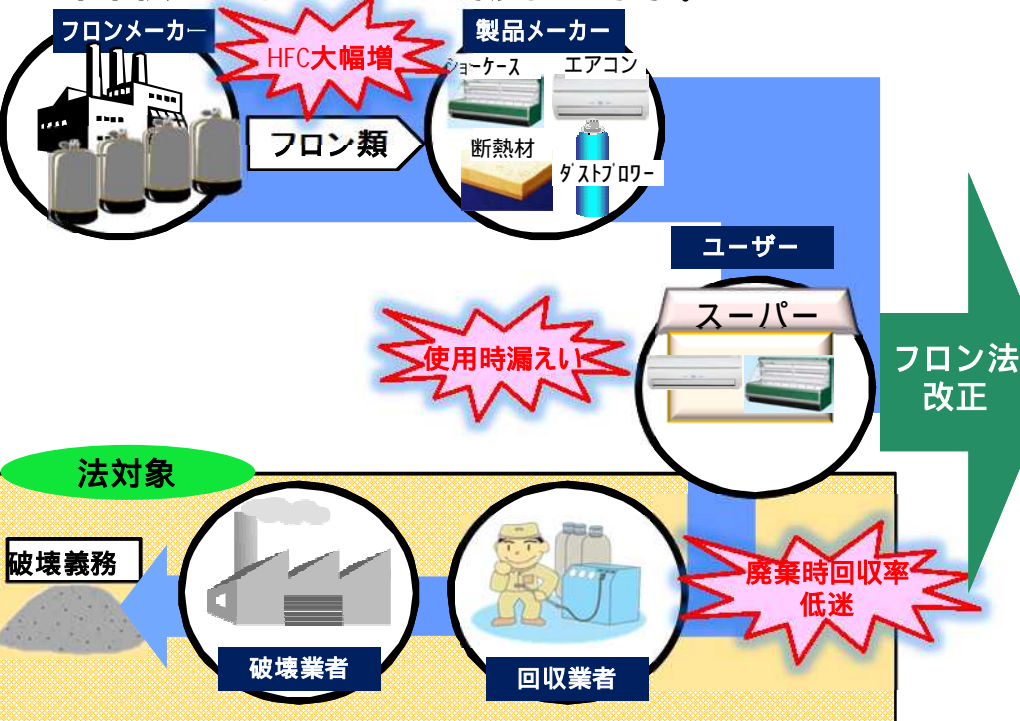 フロンメーカー
HFC大幅増
製品メーカー
ショーケース
エアコン
フロン類
断熱材
ダストブロワー
ユーザー
スーパー
使用時漏えい
フロン法
改正
法対象
破壊義務
廃棄時回収率
低迷
破壊業者
回収業者